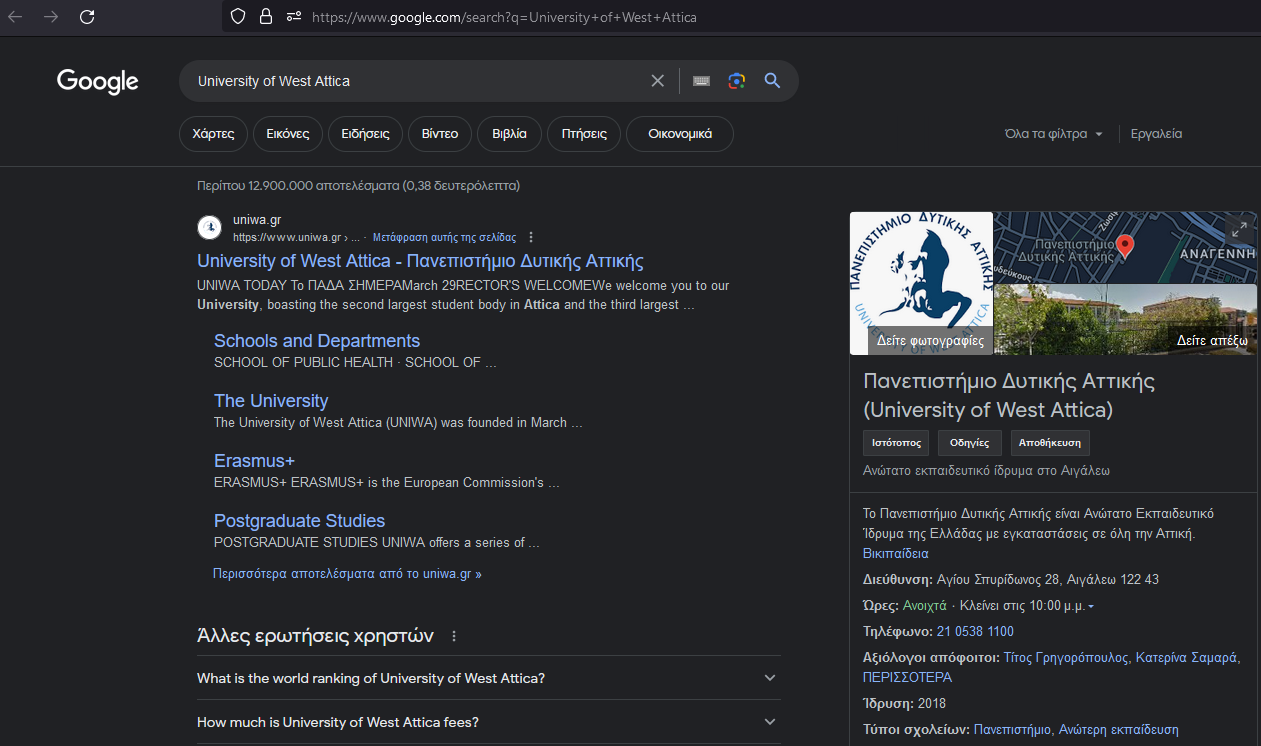 https://www.google.com/search?q=University+of+West+Attica
Google
University of West Attica
Χάρτες
Εικόνες
Ειδήσεις
Βίντεο
Βιβλία
Πτήσεις
Οικονομικά
Όλα τα φίλτρα
Εργαλεία
Περίπου 12.900.000 αποτελέσματα (0,38 δευτερόλεπτα)
uniwa.gr
https://www.uniwa.gr › ... · Μετάφραση αυτής της σελίδας
University of West Attica - Πανεπιστήμιο Δυτικής Αττικής
UNIWA TODAY Το ΠΑΔΑ ΣΗΜΕΡΑMarch 29RECTOR'S WELCOMEWe welcome you to our
University, boasting the second largest student body in Attica and the third largest ...
Schools and Departments
SCHOOL OF PUBLIC HEALTH · SCHOOL OF ...
The University
The University of West Attica (UNIWA) was founded in March ...
Erasmus+
ERASMUS+ ERASMUS+ is the European Commission's ...
Postgraduate Studies
POSTGRADUATE STUDIES UNIWA offers a series of ...
Περισσότερα αποτελέσματα από το uniwa.gr »
Άλλες ερωτήσεις χρηστών
What is the world ranking of University of West Attica?
How much is University of West Attica fees?
ΠΑΝΕΠΙΣΤΗΜΙΟ ΔΥΤΙΚΗΣ ΑΤΤΙΚΗΣ
UNIVERSITY OF WEST ATTICA
Δείτε φωτογραφίες
Πανεπιστήμιο
Δυτικής Αττικής
ΑΝΑΓΕΝΝΗ
Δείτε απέξω
Πανεπιστήμιο Δυτικής Αττικής
(University of West Attica)
Ιστότοπος
Οδηγίες
Αποθήκευση
Ανώτατο εκπαιδευτικό ίδρυμα στο Αιγάλεω
Το Πανεπιστήμιο Δυτικής Αττικής είναι Ανώτατο Εκπαιδευτικό
Ίδρυμα της Ελλάδας με εγκαταστάσεις σε όλη την Αττική.
Βικιπαίδεια
Διεύθυνση: Αγίου Σπυρίδωνος 28, Αιγάλεω 122 43
Ώρες: Ανοιχτά · Κλείνει στις 10:00 μ.μ.
Τηλέφωνο: 21 0538 1100
Αξιόλογοι απόφοιτοι: Τίτος Γρηγορόπουλος, Κατερίνα Σαμαρά,
ΠΕΡΙΣΣΟΤΕΡΑ
Ίδρυση: 2018
Τύποι σχολείων: Πανεπιστήμιο, Ανώτερη εκπαίδευση